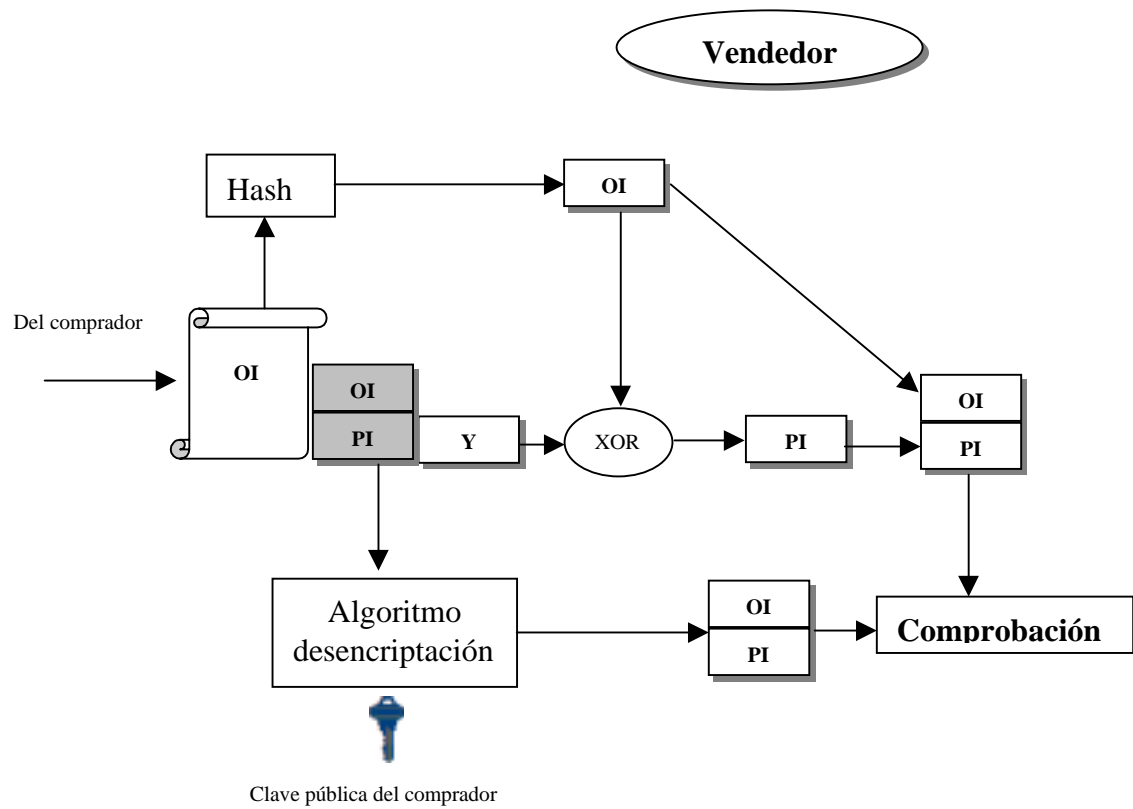 Vendedor
Hash
OI
Del comprador
OI
OI
PI
Y
XOR
PI
OI
PI
Algoritmo
desencriptación
OI
PI
Comprobación
Clave pública del comprador